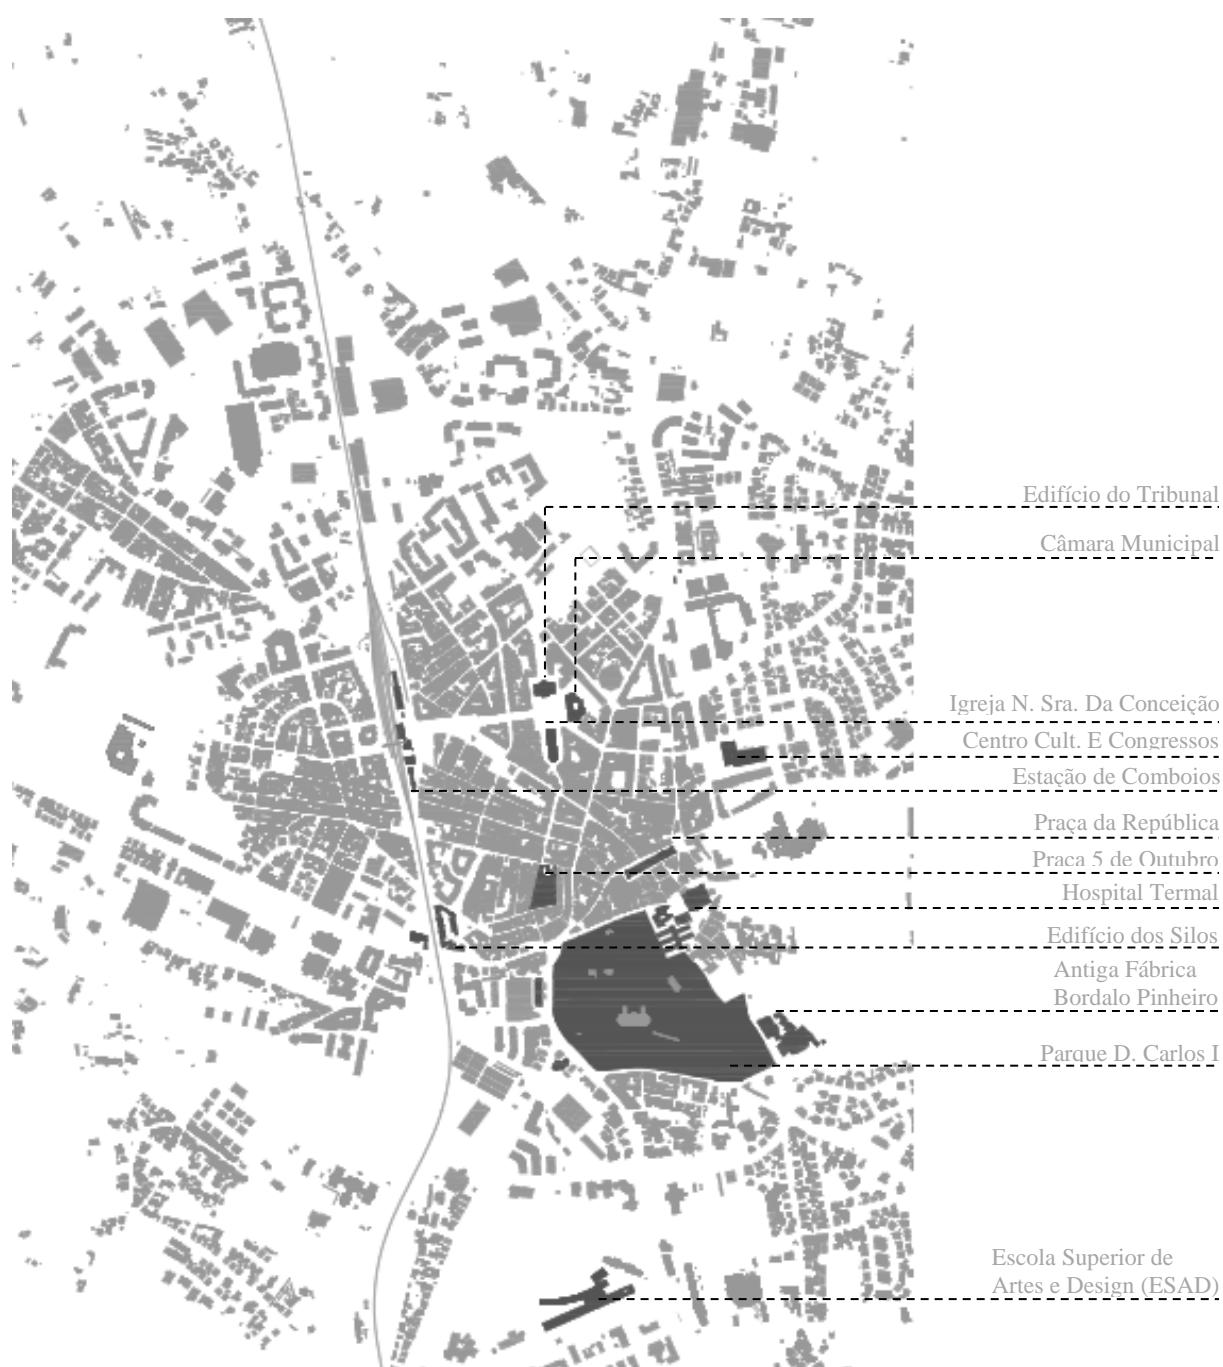 Edifício do Tribunal
Câmara Municipal
Igreja N. Sra. Da Conceição
Centro Cult. E Congressos
Estação de Comboios
Praça da República
Praca 5 de Outubro
Hospital Termal
Edifício dos Silos
Antiga Fábrica
Bordalo Pinheiro
Parque D. Carlos I
Escola Superior de
Artes e Design (ESAD)